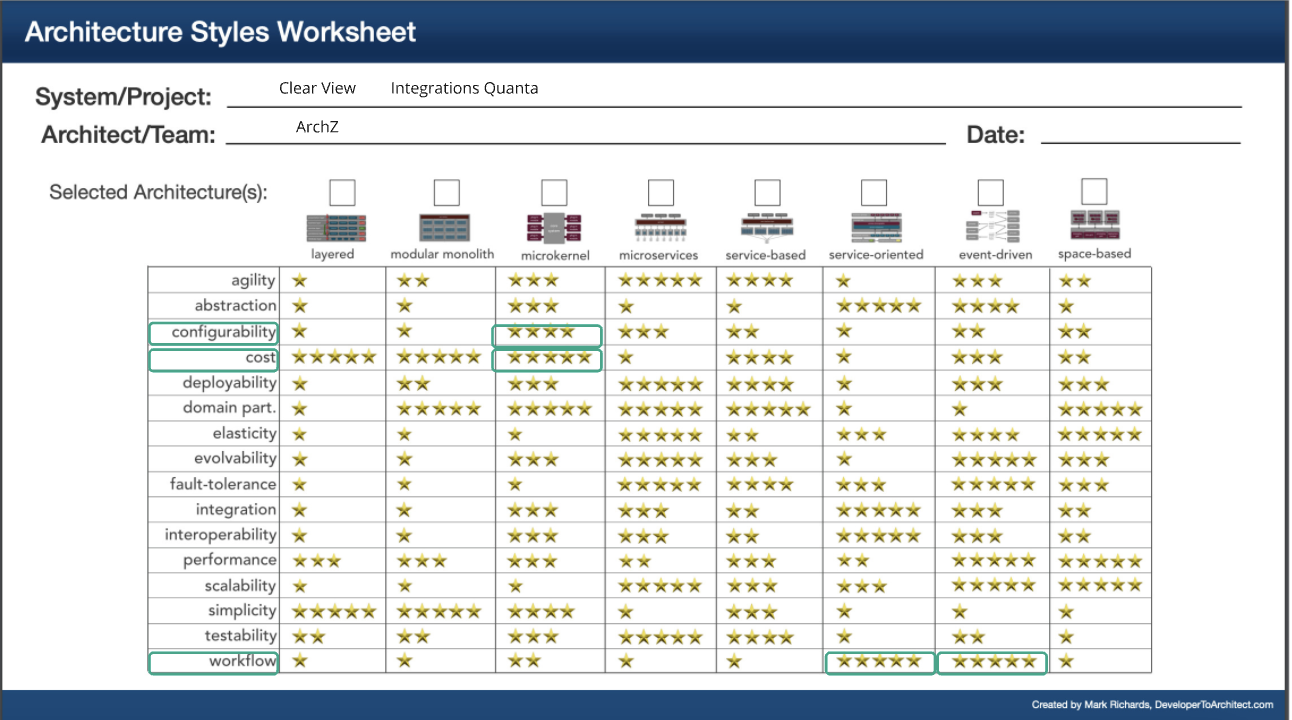 Architecture Styles Worksheet
System/Project: Clear View Integrations Quanta
Architect/Team: ArchZ Date:
Selected Architecture(s):
layered modular monolith microkernel microservices service-based service-oriented event-driven space-based
agility
abstraction
configurability
cost
deployability
domain part.
elasticity
evolvability
fault-tolerance
integration
interoperability
performance
scalability
simplicity
testability
workflow
Created by Mark Richards, DeveloperToArchitect.com